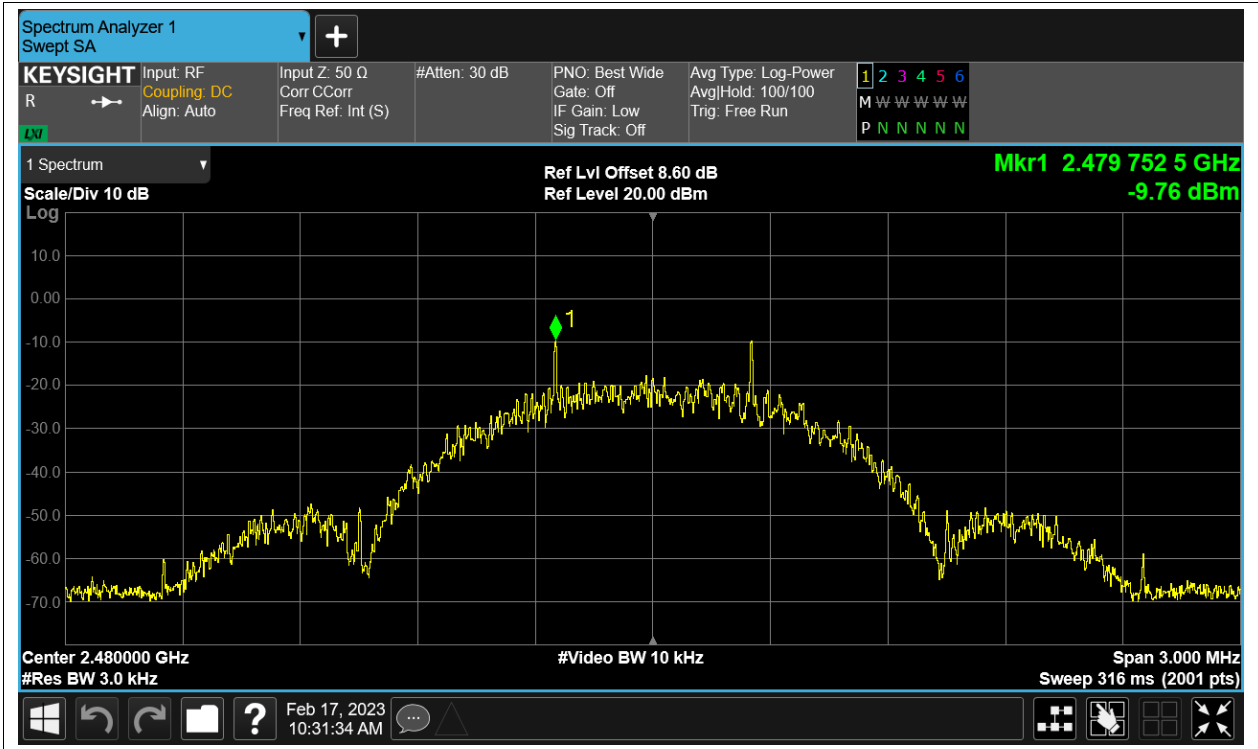 Spectrum Analyzer 1
Swept SA
+
KEYSIGHT
R
LXI
Input: RF
Coupling: DC
Align: Auto
Input Z: 50 Ω
Corr CCorr
Freq Ref: Int (S)
#Atten: 30 dB
PNO: Best Wide
Gate: Off
IF Gain: Low
Sig Track: Off
Avg Type: Log-Power
Avg|Hold: 100/100
Trig: Free Run
1 2 3 4 5 6
M W W W W W
P N N N N N
1 Spectrum
Scale/Div 10 dB
Log
Ref Lvl Offset 8.60 dB
Ref Level 20.00 dBm
Mkr1 2.479 752 5 GHz
-9.76 dBm
10.0
0.00
1
-10.0
-20.0
-30.0
-40.0
-50.0
-60.0
-70.0
Center 2.480000 GHz
#Video BW 10 kHz
Span 3.000 MHz
#Res BW 3.0 kHz
Sweep 316 ms (2001 pts)
?
Feb 17, 2023
10:31:34 AM